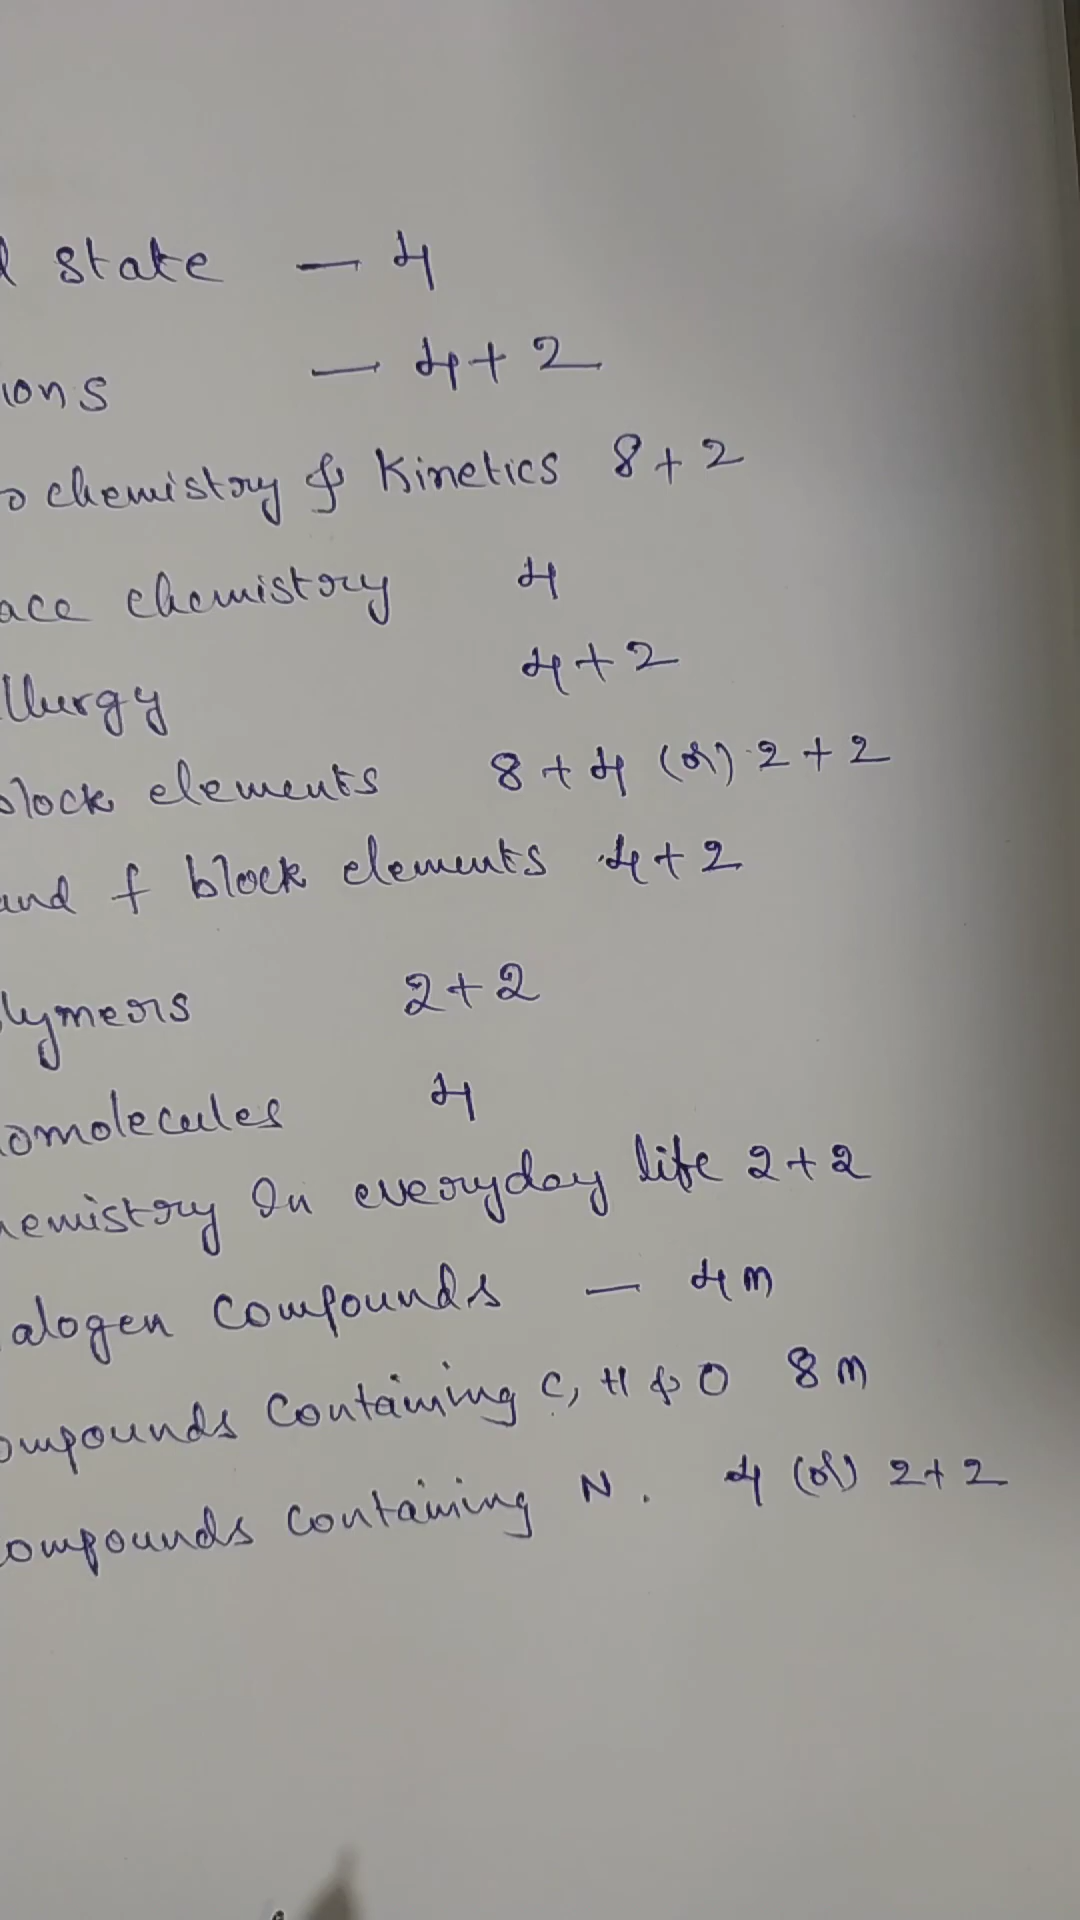 state - 4
ions - 4+2
o chemistry & Kinetics 8+2
ace chemistry 4
llurgy 4+2
block elements 8+4 (or) 2+2
and f block elements 4+2
lymers 2+2
omolecules 4
hemistry In everyday life 2+2
alogen Compounds - 4m
ompounds Containing C, H & O 8m
ompounds containing N. 4 (or) 2+2